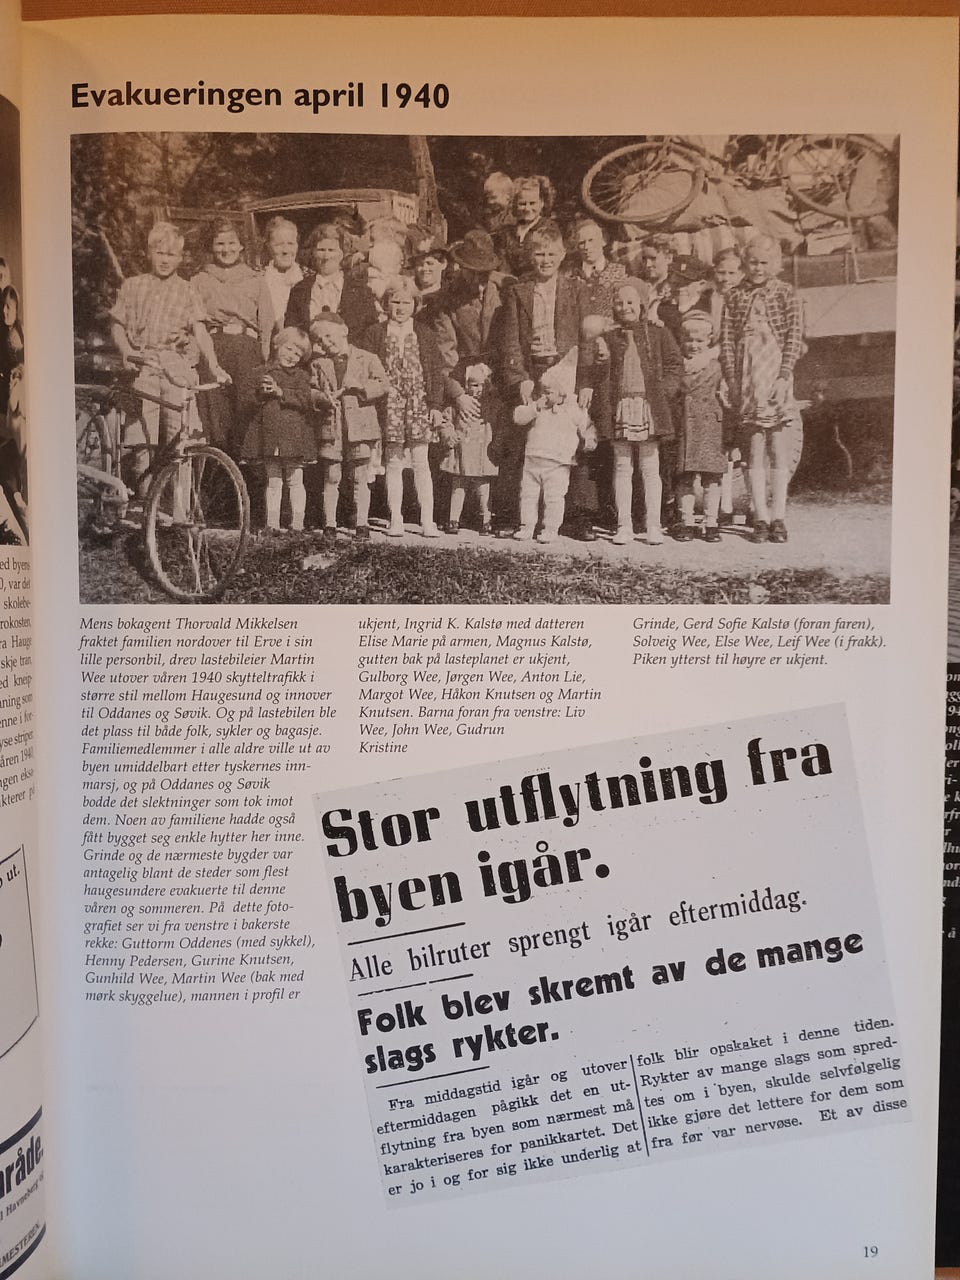 Evakueringen april 1940
Mens bokagent Thorvald Mikkelsen
fraktet familien nordover til Erve i sin
lille personbil, drev lastebileier Martin
Wee utover våren 1940 skytteltrafikk i
større stil mellom Haugesund og innover
til Oddanes og Søvik. Og på lastebilen ble
det plass til både folk, sykler og bagasje.
Familiemedlemmer i alle aldre ville ut av
byen umiddelbart etter tyskernes inn-
marsj, og på Oddanes og Søvik
bodde det slektninger som tok imot
dem. Noen av familiene hadde også
fått bygget seg enkle hytter her inne.
Grinde og de nærmeste bygder var
antagelig blant de steder som flest
haugesundere evakuerte til denne
våren og sommeren. På dette foto-
grafiet ser vi fra venstre i bakerste
rekke: Guttorm Oddenes (med sykkel),
Henny Pedersen, Gurine Knutsen,
Gunhild Wee, Martin Wee (bak med
mørk skyggelue), mannen i profil er
ukjent, Ingrid K. Kalstø med datteren
Elise Marie på armen, Magnus Kalstø,
gutten bak på lasteplanet er ukjent,
Gulborg Wee, Jørgen Wee, Anton Lie,
Margot Wee, Håkon Knutsen og Martin
Knutsen. Barna foran fra venstre: Liv
Wee, John Wee, Gudrun
Kristine
Grinde, Gerd Sofie Kalstø (foran faren),
Solveig Wee, Else Wee, Leif Wee (i frakk).
Piken ytterst til høyre er ukjent.
Stor utflytning fra
byen igår.
Alle bilruter sprengt igår eftermiddag.
Folk blev skremt av de mange
slags rykter.
Fra middagstid igår og utover
eftermiddagen pågikk det en ut-
flytning fra byen som nærmest må
karakteriseres for panikkartet. Det
er jo i og for sig ikke underlig at
folk blir opskaket i denne tiden.
Rykter av mange slags som spred-
tes om i byen, skulde selvfølgelig
ikke gjøre det lettere for dem som
fra før var nervøse. Et av disse
19